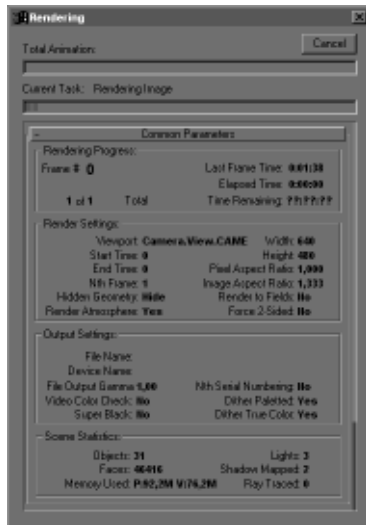 Rendering
Cancel
Total Animation:
Current Task: Rendering Image
Common Parameters
Rendering Progress:
Frame # 0 Last Frame Time: 0:01:38
Elapsed Time: 0:00:00
1 of 1 Total Time Remaining: ??:??:??
Render Settings:
Viewport: Camera.View.CAME Width: 640
Start Time: 0 Height: 480
End Time: 0 Pixel Aspect Ratio: 1,000
Nth Frame: 1 Image Aspect Ratio: 1,333
Hidden Geometry: Hide Render to Fields: No
Render Atmosphere: Yes Force 2-Sided: No
Output Settings:
File Name:
Device Name:
File Output Gamma: 1,00 Nth Serial Numbering: No
Video Color Check: No Dither Paletted: Yes
Super Black: No Dither True Color: Yes
Scene Statistics:
Objects: 31 Lights: 3
Faces: 46416 Shadow Mapped: 2
Memory Used: P:92,2M V:76,2M Ray Traced: 0